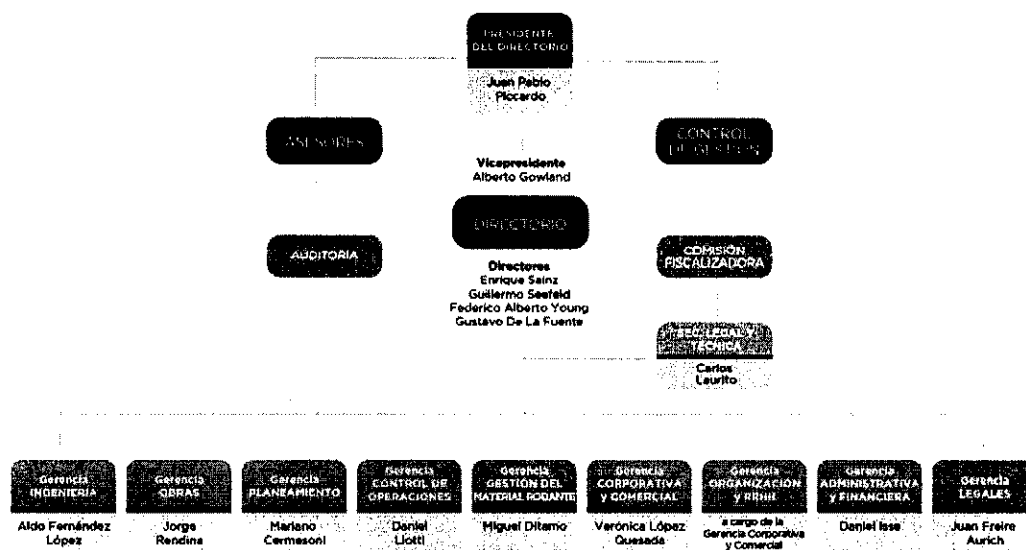 PRESIDENTE
DEL DIRECTORIO
Juan Pablo
Piccardo
ASESORES
CONTROL
DE GESTION
Vicepresidente
Alberto Gowland
DIRECTORIO
AUDITORIA
COMISIÓN
FISCALIZADORA
Directores
Enrique Sainz
Guillermo Seefeld
Federico Alberto Young
Gustavo De La Fuente
TÉCNICA
Carlos
Laurito
Gerencia
INGENIERIA
Aldo Fernández
López
Gerencia
OBRAS
Jorge
Rendina
Gerencia
PLANEAMIENTO
Mariano
Cermesoni
Gerencia
CONTROL DE
OPERACIONES
Daniel
Liotti
Gerencia
GESTIÓN DEL
MATERIAL RODANTE
Miguel Ditamo
Gerencia
CORPORATIVA
y COMERCIAL
Verónica López
Quesada
Gerencia
ORGANIZACIÓN
y RRHH
a cargo de la
Gerencia Corporativa
y Comercial
Gerencia
ADMINISTRATIVA
y FINANCIERA
Daniel Isse
Gerencia
LEGALES
Juan Freire
Aurich